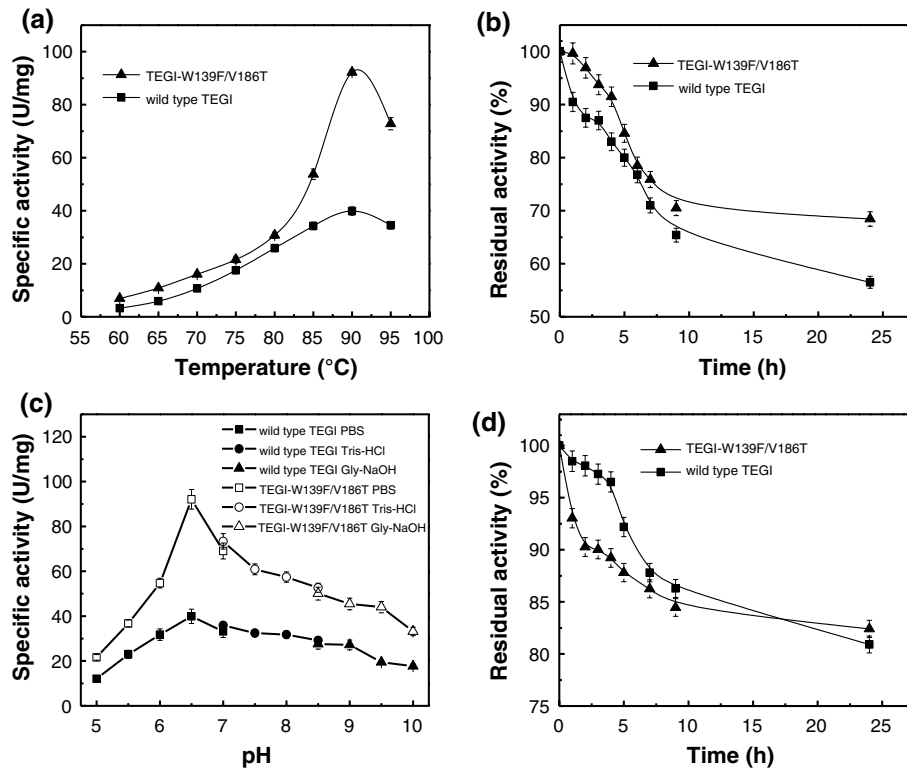 (a)
Specific activity (U/mg)
100
80
60
40
20
0
TEGI-W139F/V186T
wild type TEGI
55 60 65 70 75 80 85 90 95 100
Temperature (°C)
(b)
Residual activity (%)
100
90
80
70
60
50
TEGI-W139F/V186T
wild type TEGI
0 5 10 15 20 25
Time (h)
(c)
Specific activity (U/mg)
120
100
80
60
40
20
0
wild type TEGI PBS
wild type TEGI Tris-HCl
wild type TEGI Gly-NaOH
TEGI-W139F/V186T PBS
TEGI-W139F/V186T Tris-HCl
TEGI-W139F/V186T Gly-NaOH
5 6 7 8 9 10
pH
(d)
Residual activity (%)
100
95
90
85
80
75
TEGI-W139F/V186T
wild type TEGI
0 5 10 15 20 25
Time (h)